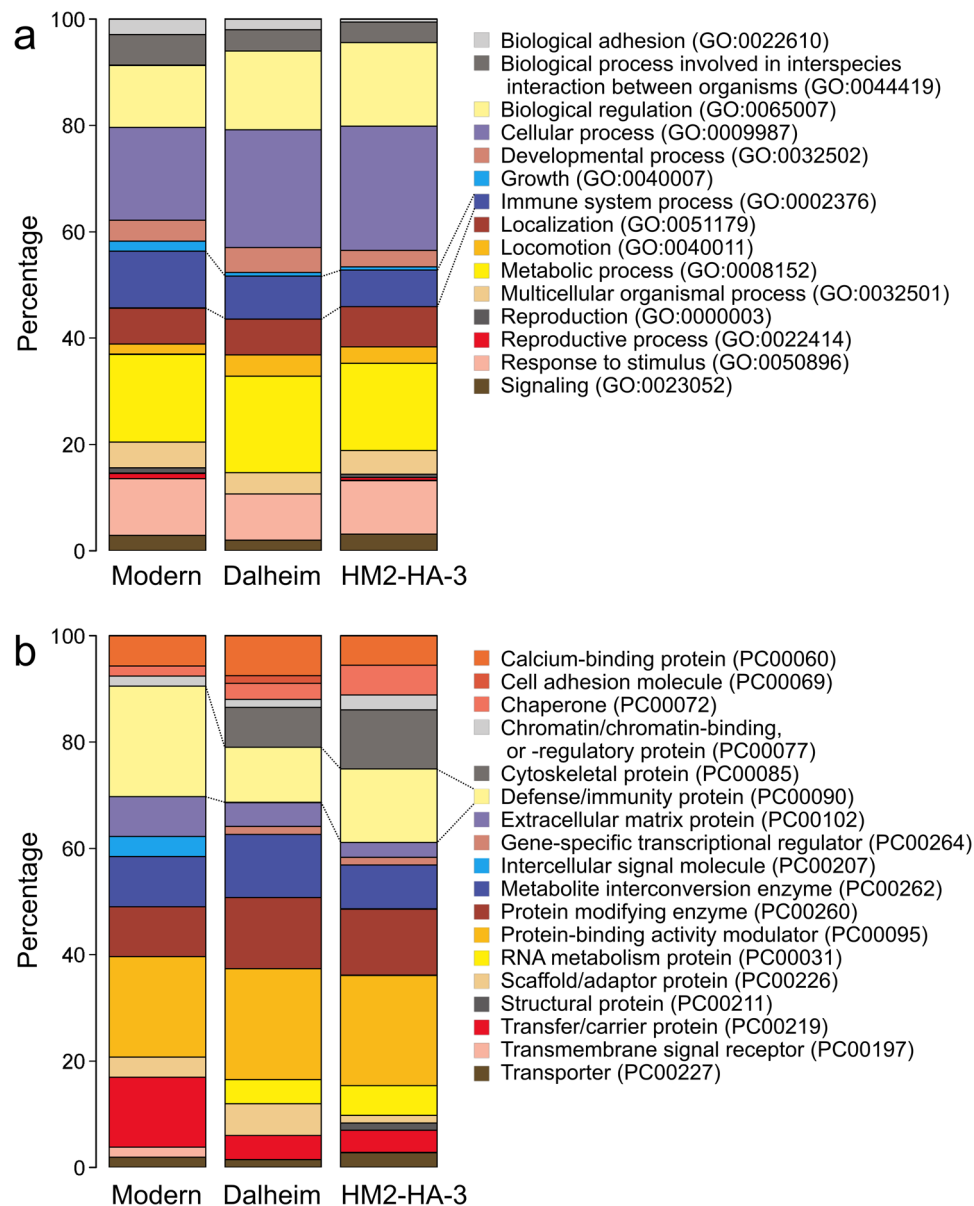 a
100
80
60
40
20
0
Percentage
Modern
Dalheim
HM2-HA-3
Biological adhesion (GO:0022610)
Biological process involved in interspecies
interaction between organisms (GO:0044419)
Biological regulation (GO:0065007)
Cellular process (GO:0009987)
Developmental process (GO:0032502)
Growth (GO:0040007)
Immune system process (GO:0002376)
Localization (GO:0051179)
Locomotion (GO:0040011)
Metabolic process (GO:0008152)
Multicellular organismal process (GO:0032501)
Reproduction (GO:0000003)
Reproductive process (GO:0022414)
Response to stimulus (GO:0050896)
Signaling (GO:0023052)
b
100
80
60
40
20
0
Percentage
Modern
Dalheim
HM2-HA-3
Calcium-binding protein (PC00060)
Cell adhesion molecule (PC00069)
Chaperone (PC00072)
Chromatin/chromatin-binding,
or -regulatory protein (PC00077)
Cytoskeletal protein (PC00085)
Defense/immunity protein (PC00090)
Extracellular matrix protein (PC00102)
Gene-specific transcriptional regulator (PC00264)
Intercellular signal molecule (PC00207)
Metabolite interconversion enzyme (PC00262)
Protein modifying enzyme (PC00260)
Protein-binding activity modulator (PC00095)
RNA metabolism protein (PC00031)
Scaffold/adaptor protein (PC00226)
Structural protein (PC00211)
Transfer/carrier protein (PC00219)
Transmembrane signal receptor (PC00197)
Transporter (PC00227)